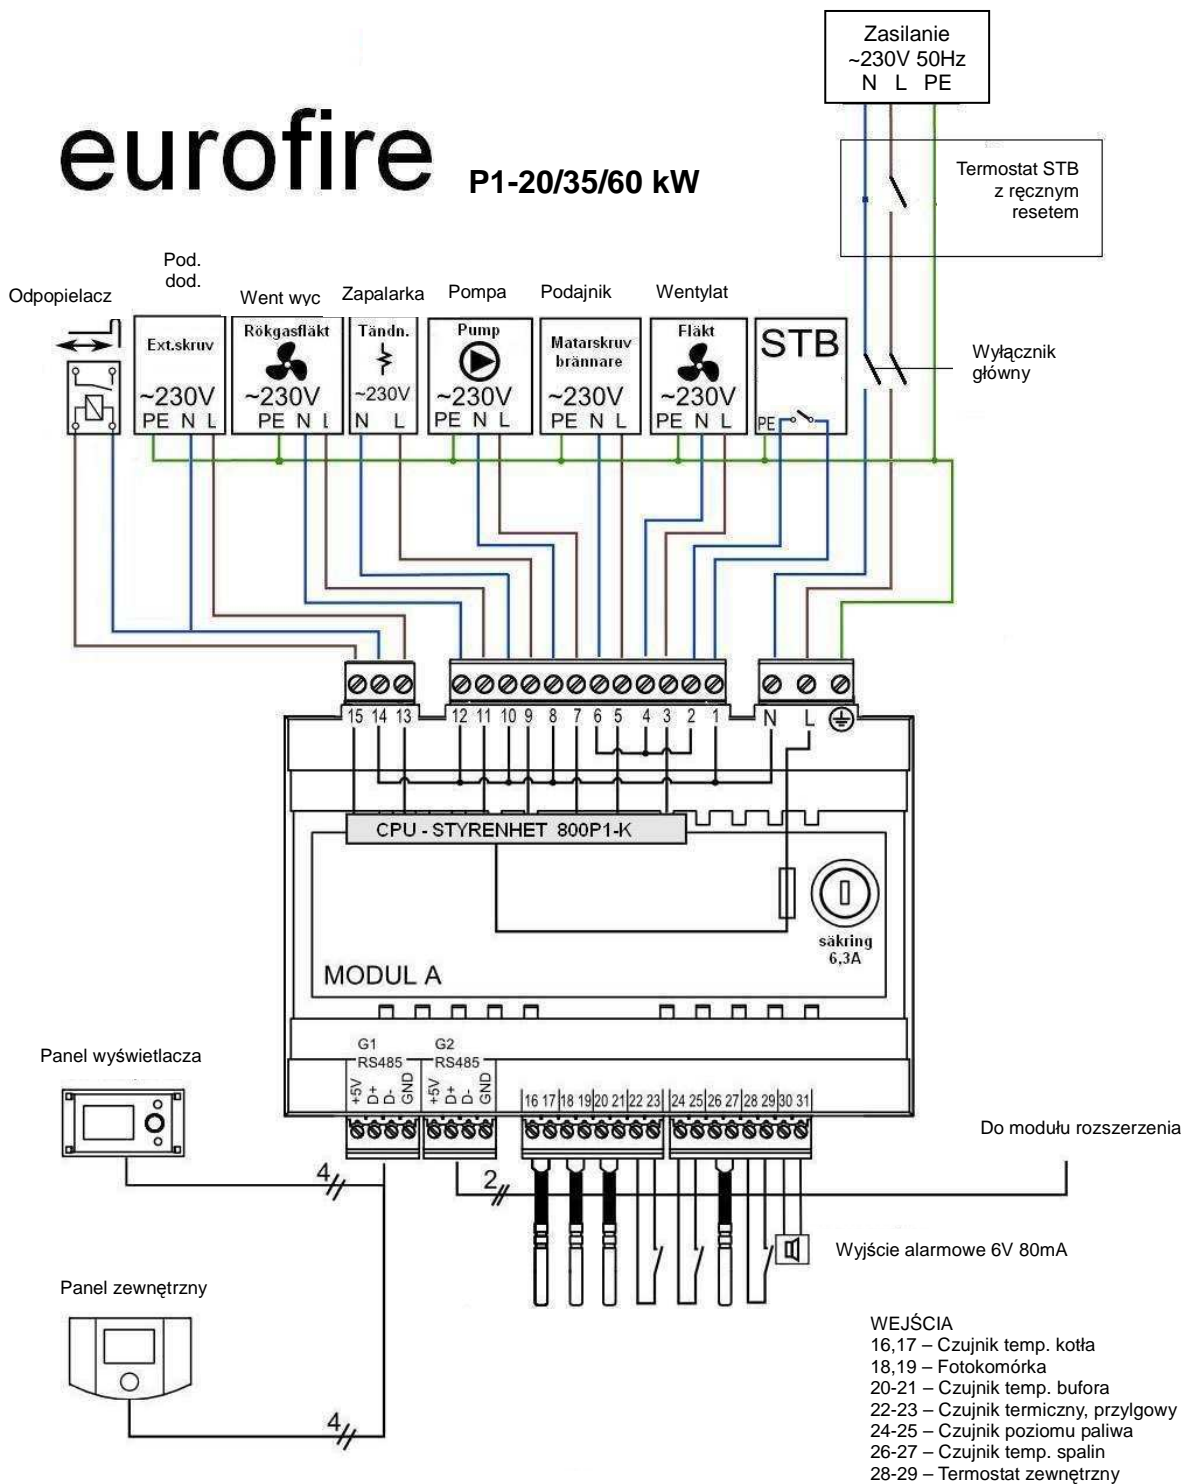 Zasilanie
~230V 50Hz
N L PE
eurofire P1-20/35/60 kW
Termostat STB
z ręcznym
resetem
Odpopielacz
Pod.
dod.
Went wyc
Zapalarka
Pompa
Podajnik
Wentylat
Ext.skruv
~230V
PE N L
Rökgasfläkt
~230V
PE N L
Tändn.
~230V
N L
Pump
~230V
PE N L
Matarskruv
brännare
~230V
PE N L
Fläkt
~230V
PE N L
STB
PE
Wyłącznik
główny
15 14 13 12 11 10 9 8 7 6 5 4 3 2 1 N L
CPU - STYRENHET 800P1-K
säkring
6,3A
MODUL A
G1
RS485
+5V D+ D- GND
G2
RS485
+5V D+ D- GND
16 17 18 19 20 21 22 23 24 25 26 27 28 29 30 31
Panel wyświetlacza
Do modułu rozszerzenia
4
2
Wyjście alarmowe 6V 80mA
Panel zewnętrzny
4
WEJŚCIA
16,17 – Czujnik temp. kotła
18,19 – Fotokomórka
20-21 – Czujnik temp. bufora
22-23 – Czujnik termiczny, przylgowy
24-25 – Czujnik poziomu paliwa
26-27 – Czujnik temp. spalin
28-29 – Termostat zewnętrzny